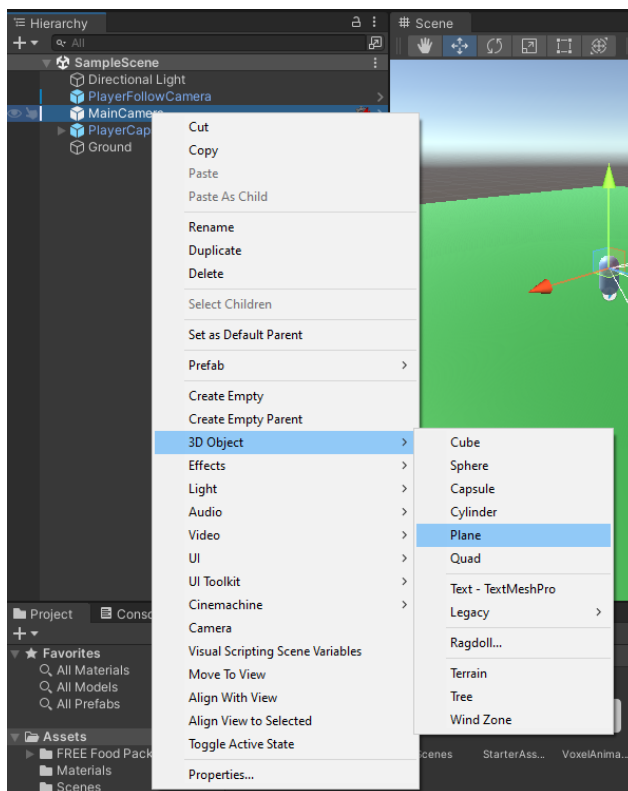 Hierarchy
All
SampleScene
Directional Light
PlayerFollowCamera
MainCamera
PlayerCap
Ground
# Scene
Cut
Copy
Paste
Paste As Child
Rename
Duplicate
Delete
Select Children
Set as Default Parent
Prefab
Create Empty
Create Empty Parent
3D Object
Effects
Light
Audio
Video
UI
UI Toolkit
Cinemachine
Camera
Visual Scripting Scene Variables
Move To View
Align With View
Align View to Selected
Toggle Active State
Properties...
Cube
Sphere
Capsule
Cylinder
Plane
Quad
Text - TextMeshPro
Legacy
Ragdoll...
Terrain
Tree
Wind Zone
Project
Conso
Favorites
All Materials
All Models
All Prefabs
Assets
FREE Food Pack
Materials
Scenes
Scenes
StarterAss...
VoxelAnima...